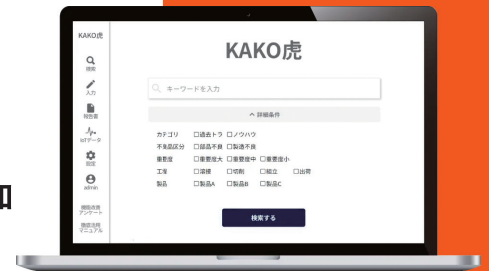 KAKO虎
検索
入力
報告書
IoTデータ
設定
admin
機能改善
アンケート
徹底活用
マニュアル
KAKO虎
キーワードを入力
へ 詳細条件
カテゴリ □過去トラ □ノウハウ
不良品区分 □部品不良 □製造不良
重要度 □重要度大 □重要度中 □重要度小
工程 □溶接 □切削 □組立 □出荷
製品 □製品A □製品B □製品C
検索する